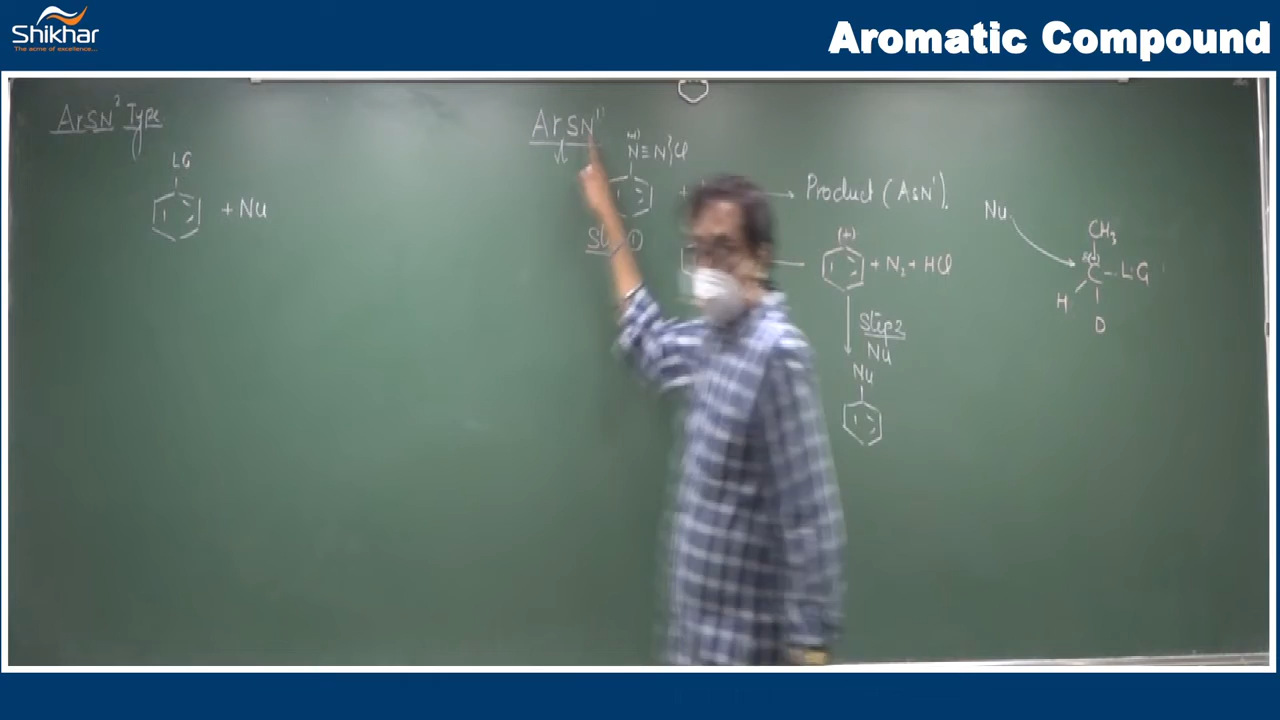 Shikhar
The acme of excellence...
Aromatic Compound
ArSN² Type
LG
+ Nu
ArSN¹
N≡N}Cl
+
Product (ArSN¹).
Step ①
(+)
+ N₂ + HCl
Step 2
Nu
Nu
Nu
CH₃
C - L·G
H
D